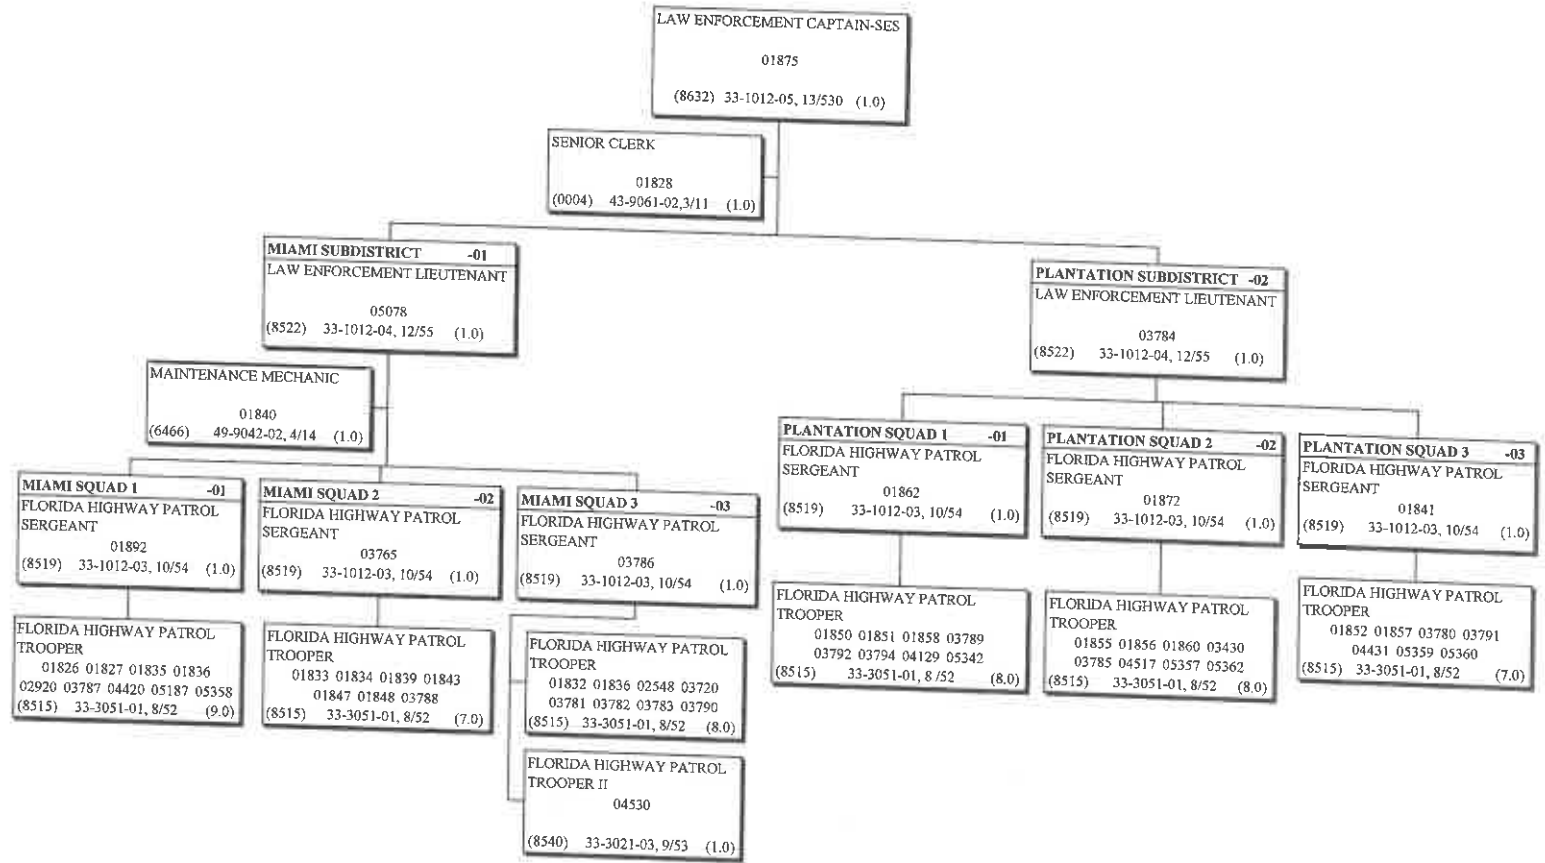 LAW ENFORCEMENT CAPTAIN-SES
01875
(8632) 33-1012-05, 13/530 (1.0)
SENIOR CLERK
01828
(0004) 43-9061-02,3/11 (1.0)
MIAMI SUBDISTRICT -01
LAW ENFORCEMENT LIEUTENANT
05078
(8522) 33-1012-04, 12/55 (1.0)
PLANTATION SUBDISTRICT -02
LAW ENFORCEMENT LIEUTENANT
03784
(8522) 33-1012-04, 12/55 (1.0)
MAINTENANCE MECHANIC
01840
(6466) 49-9042-02, 4/14 (1.0)
MIAMI SQUAD 1 -01
FLORIDA HIGHWAY PATROL
SERGEANT
01892
(8519) 33-1012-03, 10/54 (1.0)
MIAMI SQUAD 2 -02
FLORIDA HIGHWAY PATROL
SERGEANT
03765
(8519) 33-1012-03, 10/54 (1.0)
MIAMI SQUAD 3 -03
FLORIDA HIGHWAY PATROL
SERGEANT
03786
(8519) 33-1012-03, 10/54 (1.0)
PLANTATION SQUAD 1 -01
FLORIDA HIGHWAY PATROL
SERGEANT
01862
(8519) 33-1012-03, 10/54 (1.0)
PLANTATION SQUAD 2 -02
FLORIDA HIGHWAY PATROL
SERGEANT
01872
(8519) 33-1012-03, 10/54 (1.0)
PLANTATION SQUAD 3 -03
FLORIDA HIGHWAY PATROL
SERGEANT
01841
(8519) 33-1012-03, 10/54 (1.0)
FLORIDA HIGHWAY PATROL
TROOPER
01826 01827 01835 01836
02920 03787 04420 05187 05358
(8515) 33-3051-01, 8/52 (9.0)
FLORIDA HIGHWAY PATROL
TROOPER
01833 01834 01839 01843
01847 01848 03788
(8515) 33-3051-01, 8/52 (7.0)
FLORIDA HIGHWAY PATROL
TROOPER
01832 01836 02548 03720
03781 03782 03783 03790
(8515) 33-3051-01, 8/52 (8.0)
FLORIDA HIGHWAY PATROL
TROOPER II
04530
(8540) 33-3021-03, 9/53 (1.0)
FLORIDA HIGHWAY PATROL
TROOPER
01850 01851 01858 03789
03792 03794 04129 05342
(8515) 33-3051-01, 8/52 (8.0)
FLORIDA HIGHWAY PATROL
TROOPER
01855 01856 01860 03430
03785 04517 05357 05362
(8515) 33-3051-01, 8/52 (8.0)
FLORIDA HIGHWAY PATROL
TROOPER
01852 01857 03780 03791
04431 05359 05360
(8515) 33-3051-01, 8/52 (7.0)